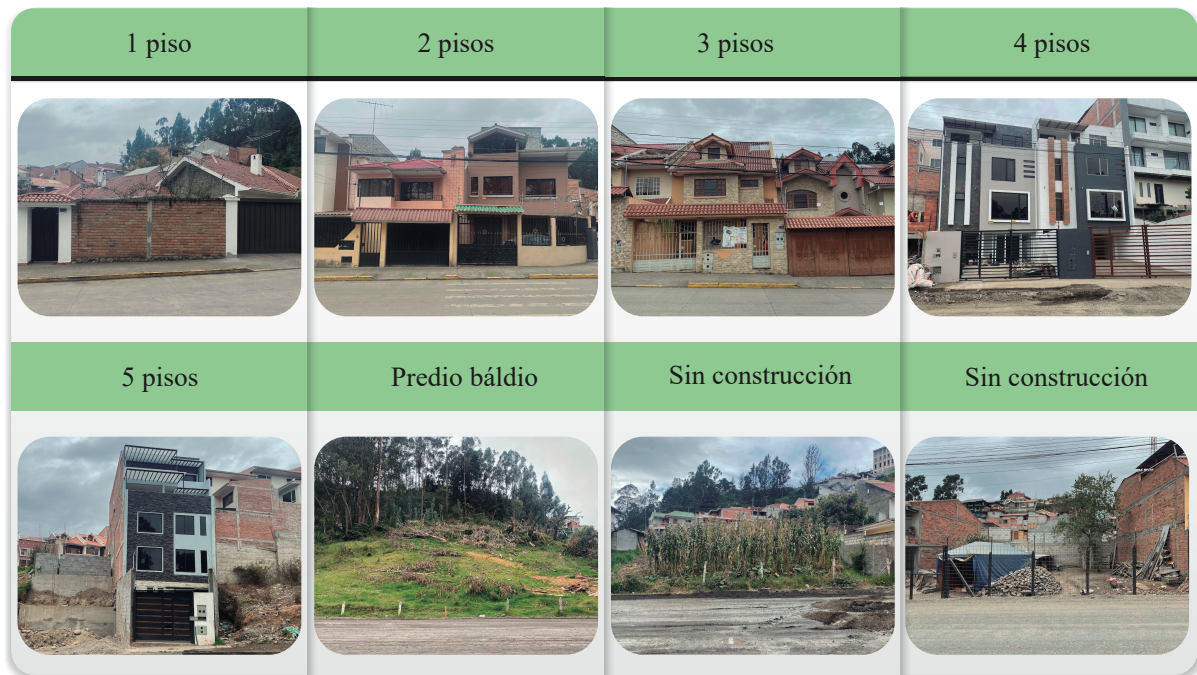 1 piso
2 pisos
3 pisos
4 pisos
5 pisos
Predio báldio
Sin construcción
Sin construcción